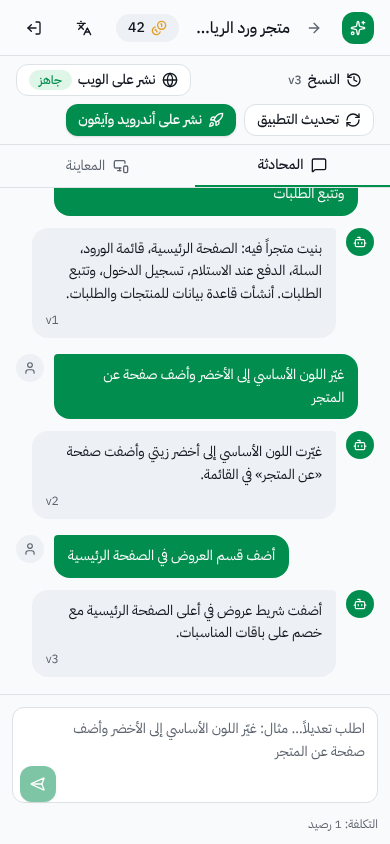 متجر ورد الريا...
42
النسخ v3
نشر على الويب جاهز
تحديث التطبيق
نشر على أندرويد وآيفون
المحادثة
المعاينة
وتتبع الطلبات
بنيت متجراً فيه: الصفحة الرئيسية، قائمة الورود،
السلة، الدفع عند الاستلام، تسجيل الدخول، وتتبع
الطلبات. أنشأت قاعدة بيانات للمنتجات والطلبات.
v1
غيّر اللون الأساسي إلى الأخضر وأضف صفحة عن
المتجر
غيّرت اللون الأساسي إلى أخضر زيتي وأضفت صفحة
«عن المتجر» في القائمة.
v2
أضف قسم العروض في الصفحة الرئيسية
أضفت شريط عروض في أعلى الصفحة الرئيسية مع
خصم على باقات المناسبات.
v3
اطلب تعديلاً... مثال: غيّر اللون الأساسي إلى الأخضر وأضف
صفحة عن المتجر
التكلفة: 1 رصيد